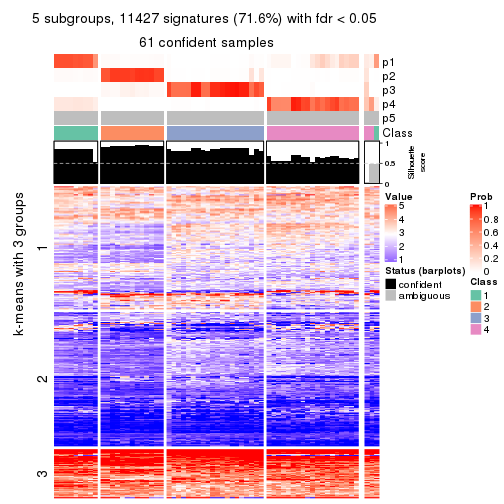 5 subgroups, 11427 signatures (71.6%) with fdr < 0.05
61 confident samples
p1
p2
p3
p4
p5
Class
1
0.5
0
Silhouette
score
k-means with 3 groups
1
2
3
Value
5
4
3
2
1
Status (barplots)
confident
ambiguous
Prob
1
0.8
0.6
0.4
0.2
0
Class
1
2
3
4